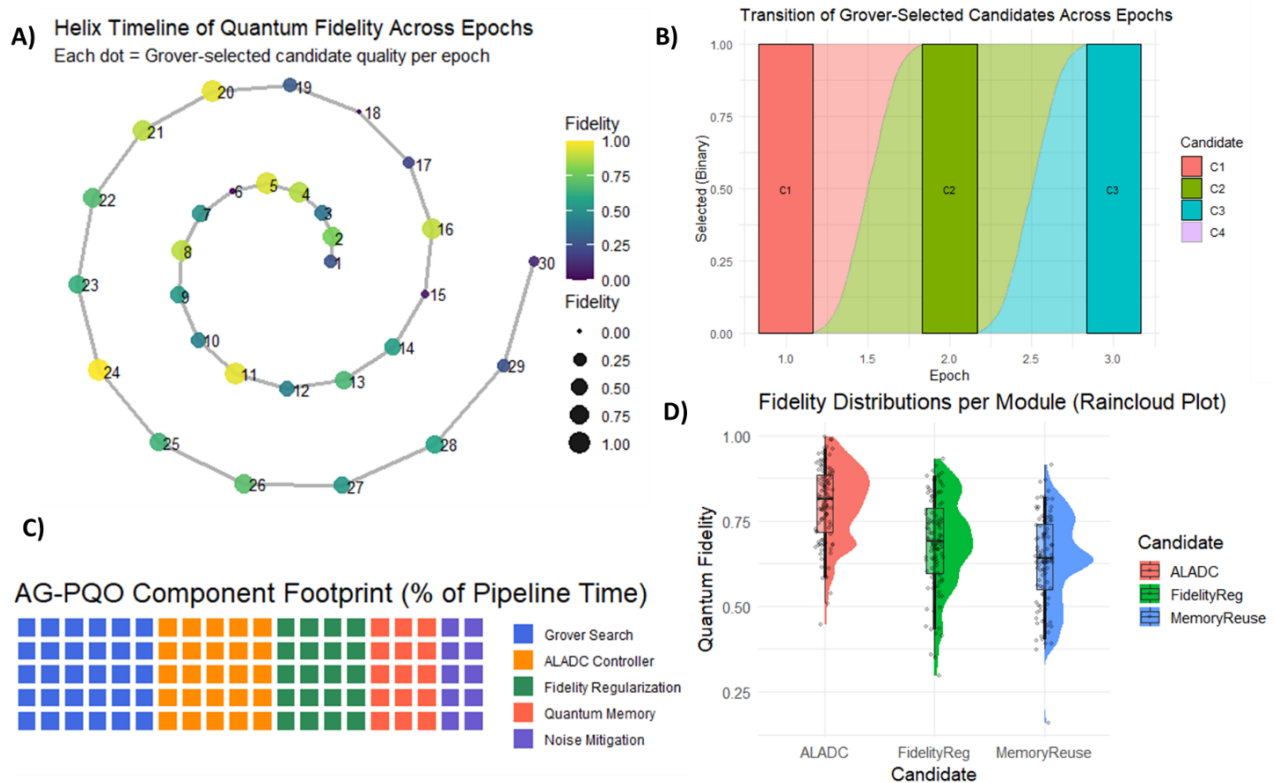 A)
Helix Timeline of Quantum Fidelity Across Epochs
Each dot = Grover-selected candidate quality per epoch
20
19
18
21
17
5
4
6
22
3
7
16
2
8
1
30
23
9
15
10
14
24
11
13
29
12
25
28
26
27
Fidelity
1.00
0.75
0.50
0.25
0.00
Fidelity
0.00
0.25
0.50
0.75
1.00
B)
Transition of Grover-Selected Candidates Across Epochs
Selected (Binary)
1.00
0.75
0.50
0.25
0.00
C1
C2
C3
1.0
1.5
2.0
2.5
3.0
Epoch
Candidate
C1
C2
C3
C4
C)
AG-PQO Component Footprint (% of Pipeline Time)
Grover Search
ALADC Controller
Fidelity Regularization
Quantum Memory
Noise Mitigation
D)
Fidelity Distributions per Module (Raincloud Plot)
Quantum Fidelity
1.00
0.75
0.50
0.25
ALADC
FidelityReg
MemoryReuse
Candidate
Candidate
ALADC
FidelityReg
MemoryReuse